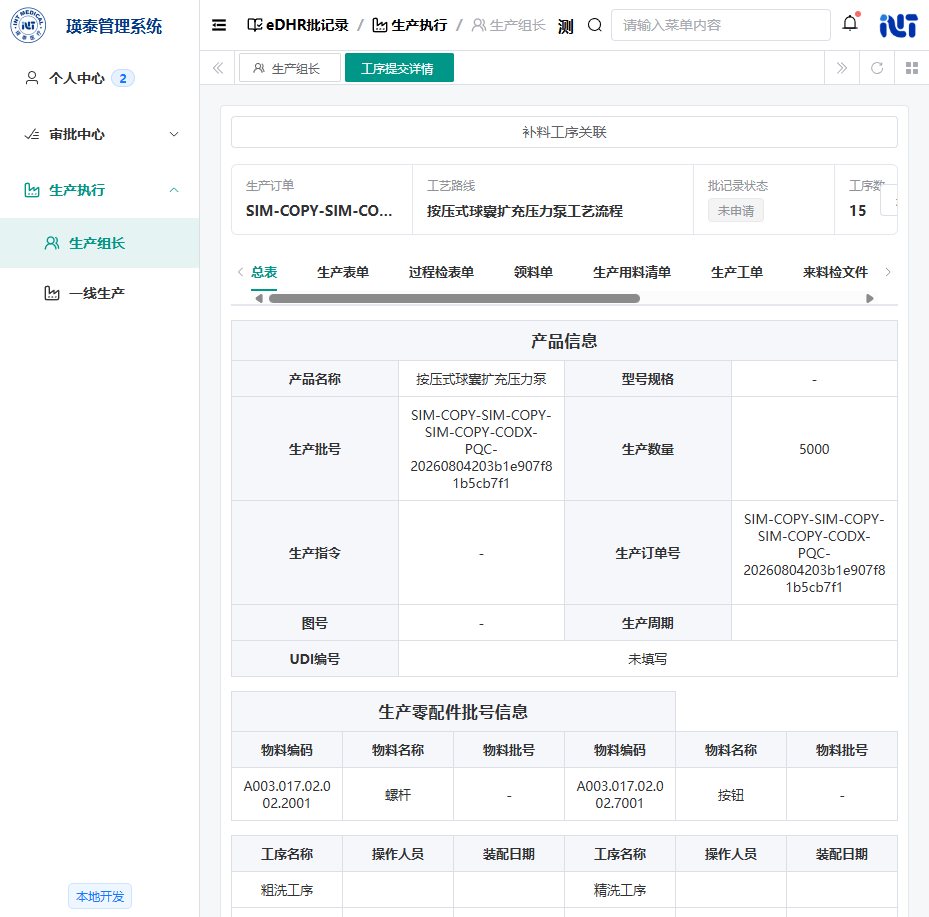 瑛泰管理系统
eDHR批记录 / 生产执行 / 生产组长
测
请输入菜单内容
INT
个人中心 2
审批中心
生产执行
生产组长
一线生产
本地开发
生产组长
工序提交详情
补料工序关联
生产订单
SIM-COPY-SIM-CO...
工艺路线
按压式球囊扩充压力泵工艺流程
批记录状态
未申请
工序数
15
总表 生产表单 过程检表单 领料单 生产用料清单 生产工单 来料检文件
产品信息
产品名称 按压式球囊扩充压力泵 型号规格 -
生产批号
SIM-COPY-SIM-COPY-
SIM-COPY-CODX-
PQC-
20260804203b1e907f8
1b5cb7f1
生产数量 5000
生产指令 - 生产订单号
SIM-COPY-SIM-COPY-
SIM-COPY-CODX-
PQC-
20260804203b1e907f8
1b5cb7f1
图号 - 生产周期
UDI编号 未填写
生产零配件批号信息
物料编码 物料名称 物料批号 物料编码 物料名称 物料批号
A003.017.02.0
02.2001
螺杆 -
A003.017.02.0
02.7001
按钮 -
工序名称 操作人员 装配日期 工序名称 操作人员 装配日期
粗洗工序 精洗工序